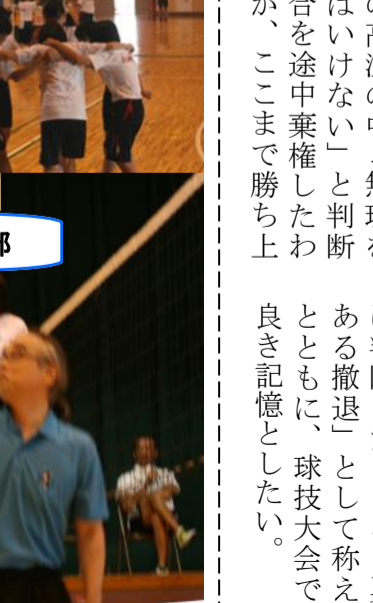 はいけない」と判断
合を途中棄権したわ
が、ここまで勝ち上
ある撤退」として称え
とともに、球技大会で
良き記憶としたい。
部